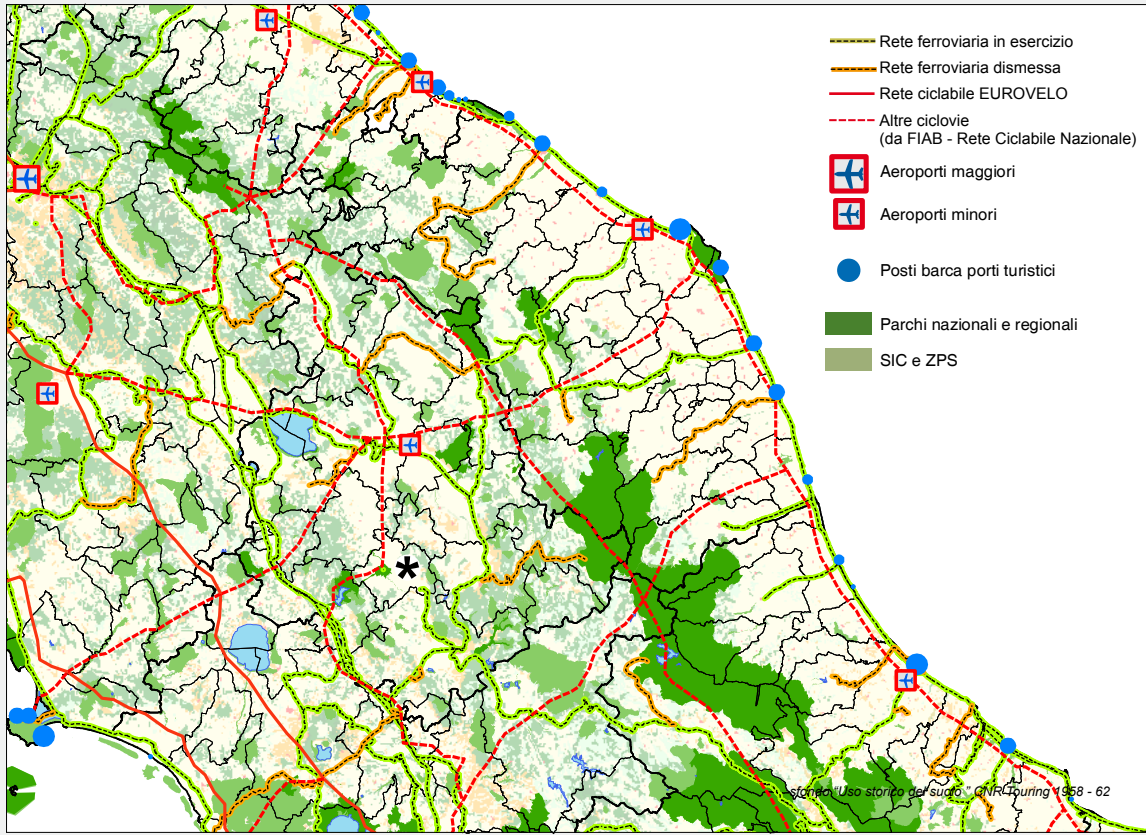 Rete ferroviaria in esercizio
Rete ferroviaria dismessa
Rete ciclabile EUROVELO
Altre ciclovie
(da FIAB - Rete Ciclabile Nazionale)
Aeroporti maggiori
Aeroporti minori
Posti barca porti turistici
Parchi nazionali e regionali
SIC e ZPS
*
sfondo "Uso storico del suolo " CNR Touring 1958 - 62